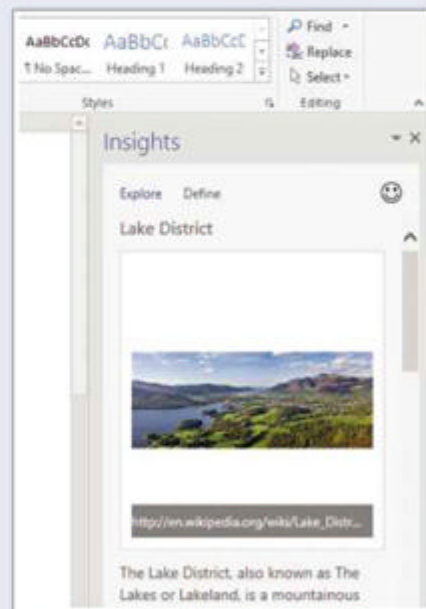 AaBbCcDc AaBbCc AaBbCcC Find
Replace
¶ No Spac... Heading 1 Heading 2 Select
Styles Editing
Insights
Explore Define
Lake District
http://en.wikipedia.org/wiki/Lake_Distr...
The Lake District, also known as The
Lakes or Lakeland, is a mountainous